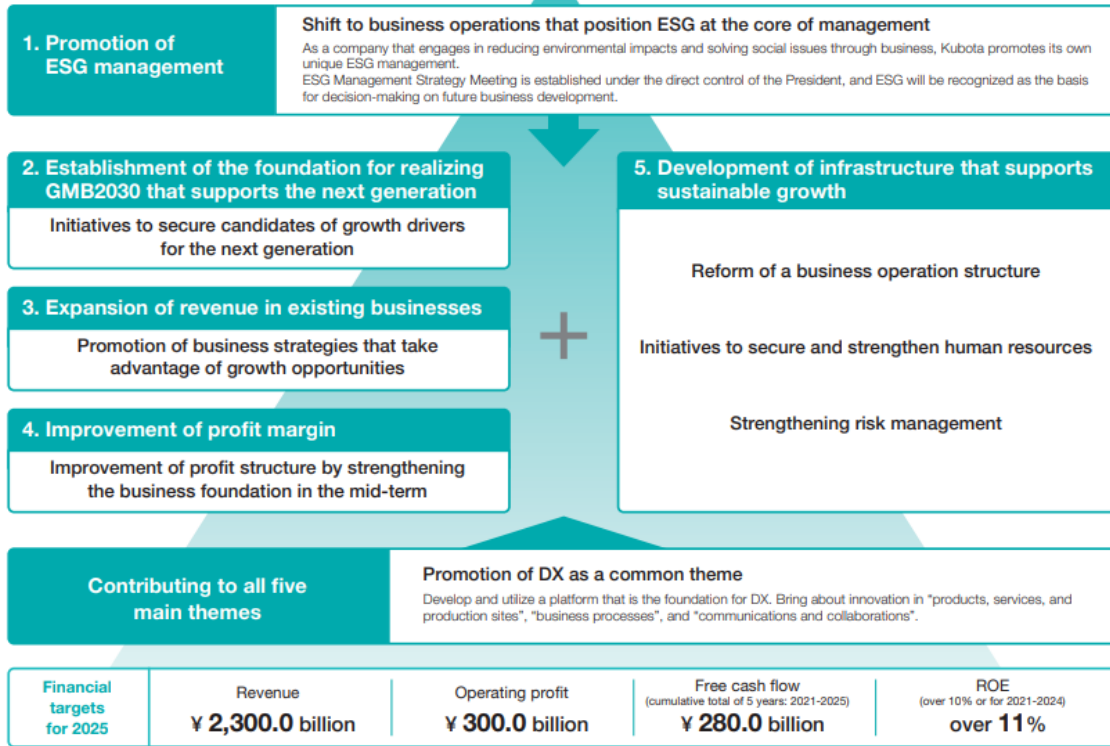 1. Promotion of
ESG management
Shift to business operations that position ESG at the core of management
As a company that engages in reducing environmental impacts and solving social issues through business, Kubota promotes its own
unique ESG management.
ESG Management Strategy Meeting is established under the direct control of the President, and ESG will be recognized as the basis
for decision-making on future business development.
2. Establishment of the foundation for realizing
GMB2030 that supports the next generation
Initiatives to secure candidates of growth drivers
for the next generation
3. Expansion of revenue in existing businesses
Promotion of business strategies that take
advantage of growth opportunities
4. Improvement of profit margin
Improvement of profit structure by strengthening
the business foundation in the mid-term
+
5. Development of infrastructure that supports
sustainable growth
Reform of a business operation structure
Initiatives to secure and strengthen human resources
Strengthening risk management
Contributing to all five
main themes
Promotion of DX as a common theme
Develop and utilize a platform that is the foundation for DX. Bring about innovation in “products, services, and
production sites”, “business processes”, and “communications and collaborations”.
Financial
targets
for 2025
Revenue
¥ 2,300.0 billion
Operating profit
¥ 300.0 billion
Free cash flow
(cumulative total of 5 years: 2021-2025)
¥ 280.0 billion
ROE
(over 10% or for 2021-2024)
over 11%